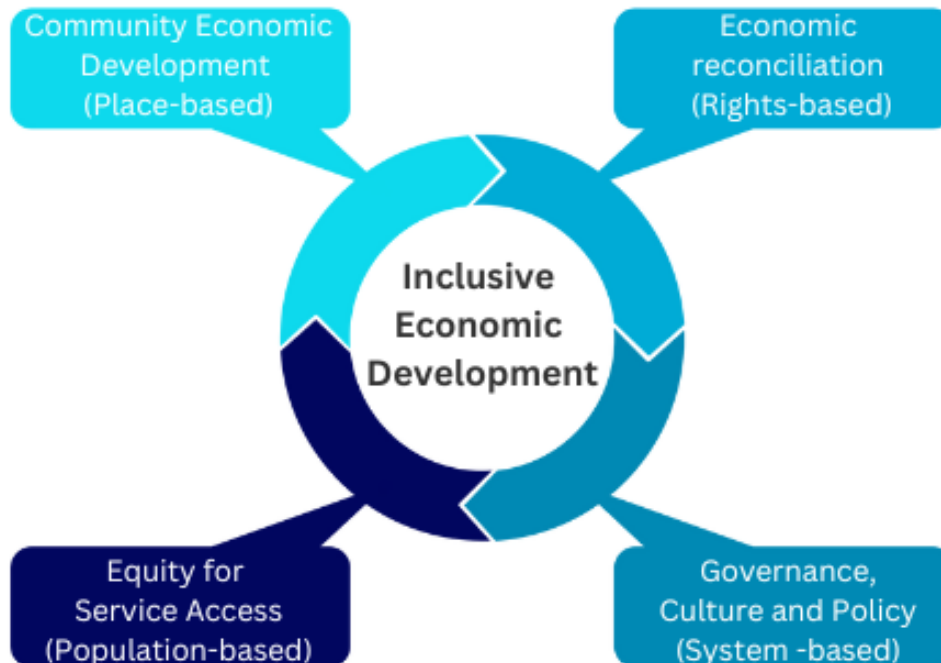 Community Economic
Development
(Place-based)
Economic
reconciliation
(Rights-based)
Inclusive
Economic
Development
Equity for
Service Access
(Population-based)
Governance,
Culture and Policy
(System -based)